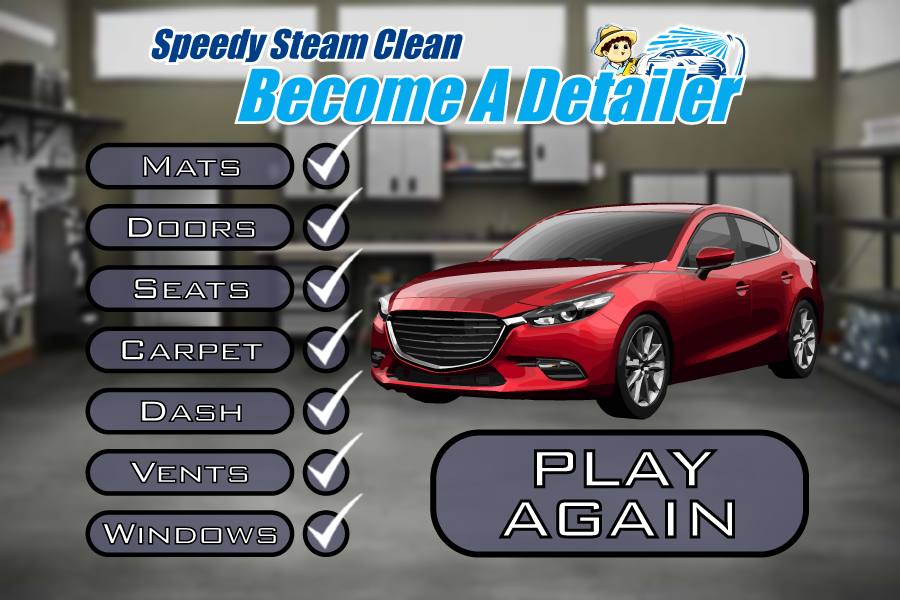 Speedy Steam Clean
Become A Detailer
Mats
Doors
Seats
Carpet
Dash
Vents
Windows
PLAY
AGAIN